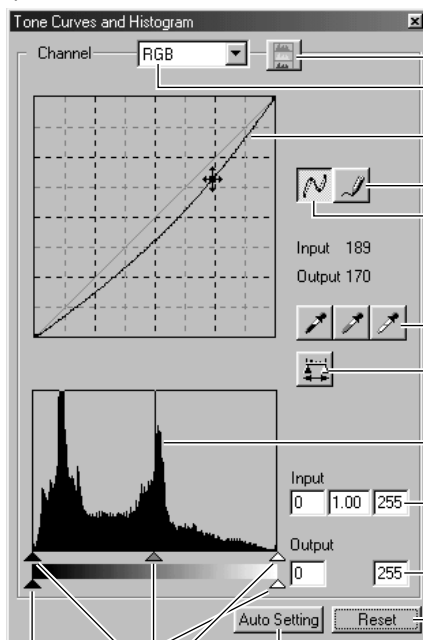 Tone Curves and Histogram
Channel RGB
Input 189
Output 170
Input
0 1.00 255
Output
0 255
Auto Setting Reset